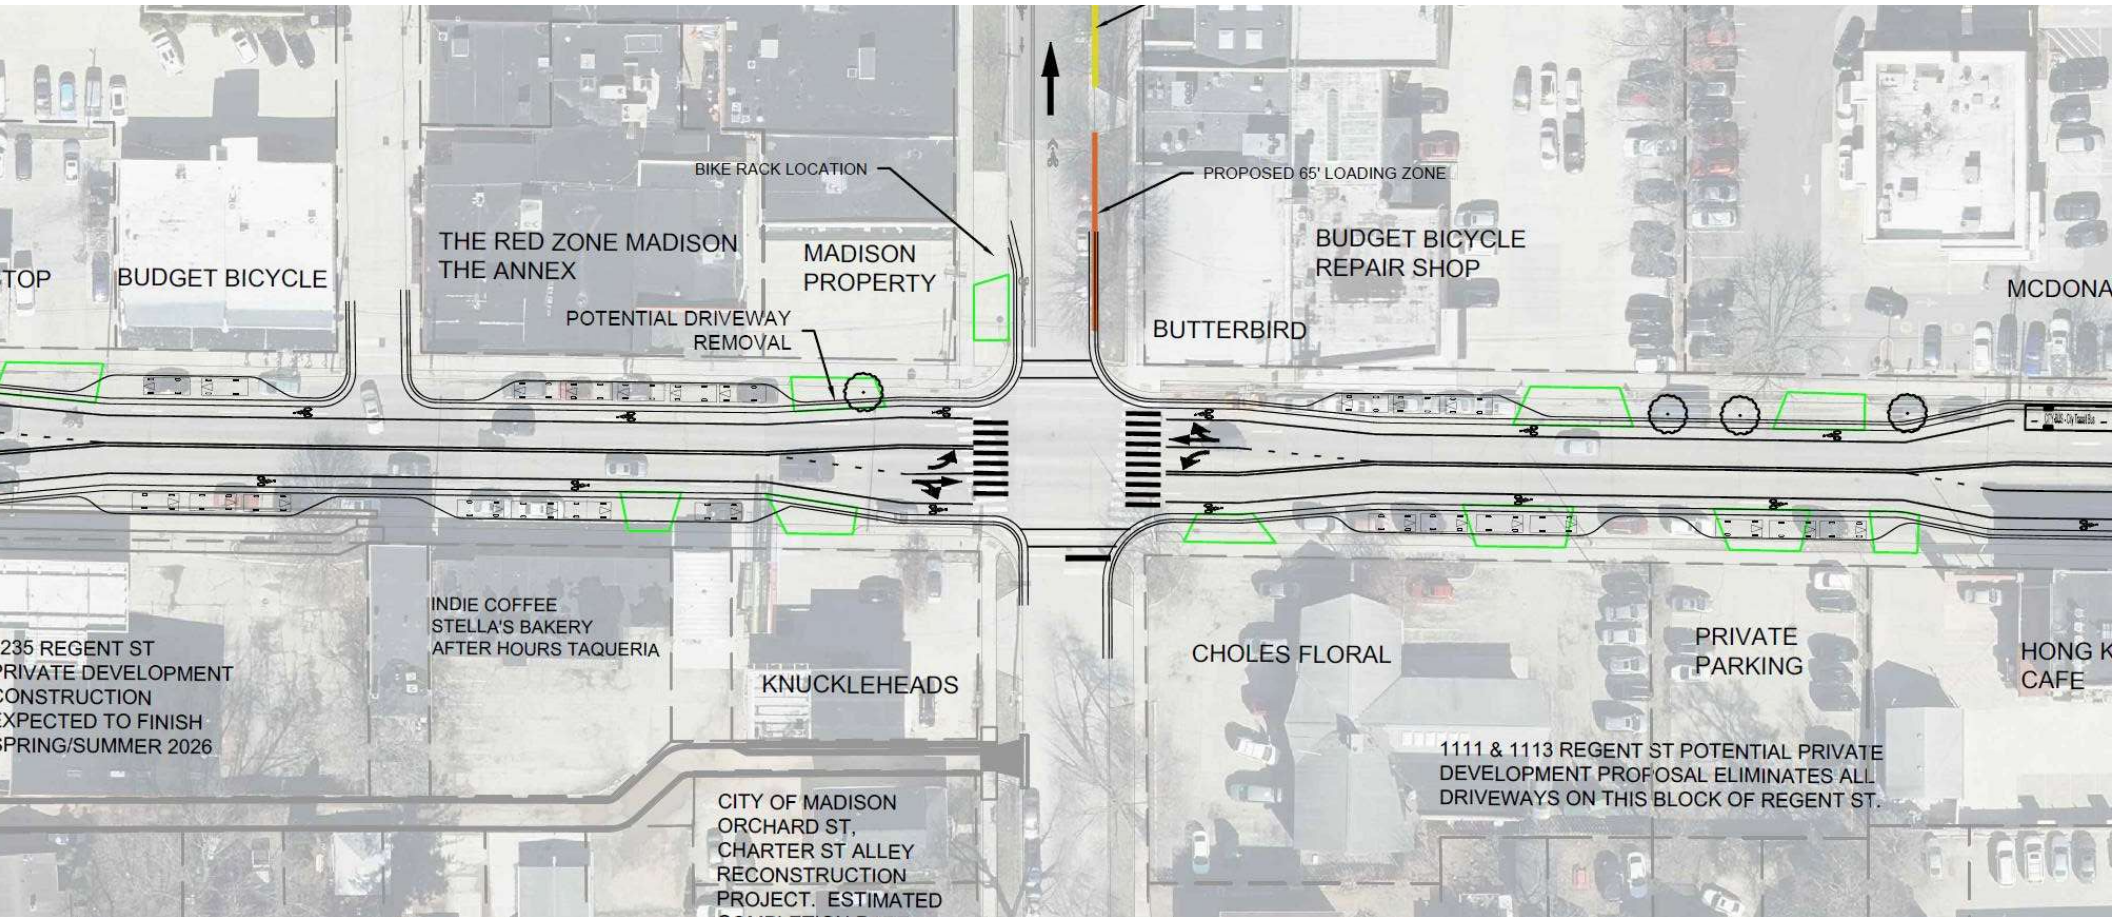 BIKE RACK LOCATION
PROPOSED 65' LOADING ZONE
THE RED ZONE MADISON
THE ANNEX
MADISON
PROPERTY
BUDGET BICYCLE
REPAIR SHOP
TOP
BUDGET BICYCLE
MCDONA
POTENTIAL DRIVEWAY
REMOVAL
BUTTERBIRD
INDIE COFFEE
STELLA'S BAKERY
AFTER HOURS TAQUERIA
235 REGENT ST
PRIVATE DEVELOPMENT
CONSTRUCTION
EXPECTED TO FINISH
SPRING/SUMMER 2026
KNUCKLEHEADS
CHOLES FLORAL
PRIVATE
PARKING
HONG K
CAFE
1111 & 1113 REGENT ST POTENTIAL PRIVATE
DEVELOPMENT PROPOSAL ELIMINATES ALL
DRIVEWAYS ON THIS BLOCK OF REGENT ST.
CITY OF MADISON
ORCHARD ST,
CHARTER ST ALLEY
RECONSTRUCTION
PROJECT. ESTIMATED